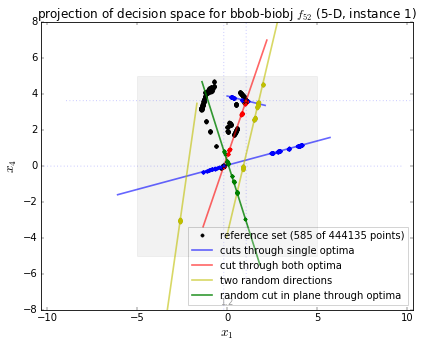 projection of decision space for bbob-biobj f52 (5-D, instance 1)
8
6
4
2
0
−2
−4
−6
−8
x4
reference set (585 of 444135 points)
cuts through single optima
cut through both optima
two random directions
random cut in plane through optima
−10
−5
0
5
10
x1